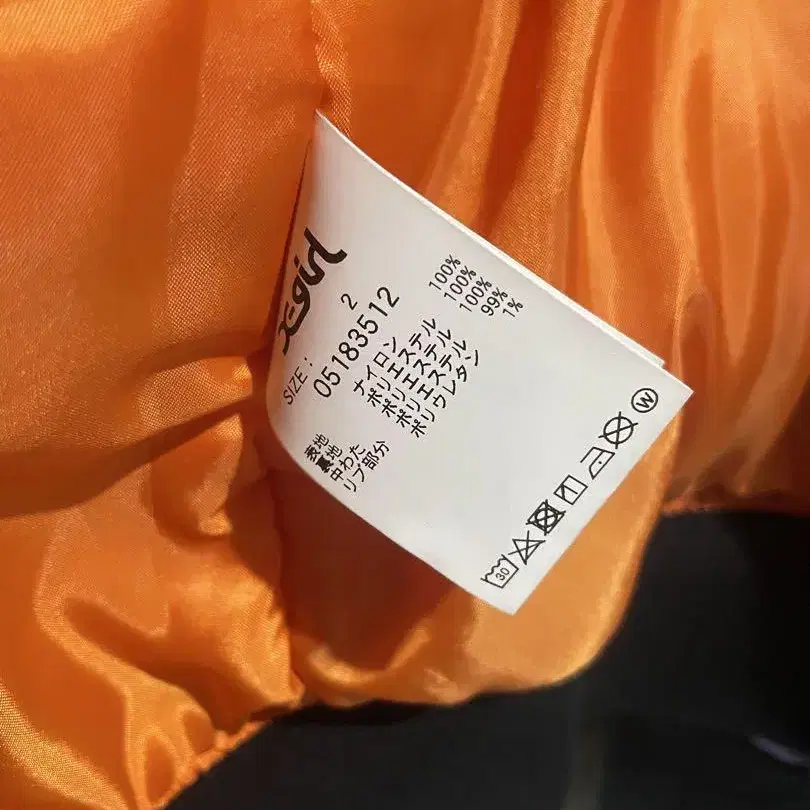 X-girl
SIZE : 2
05183512
表地 ナイロン 100%
裏地 ポリエステル 100%
中わた ポリエステル 100%
リブ部分 ポリエステル 99%
ポリウレタン 1%
30
W